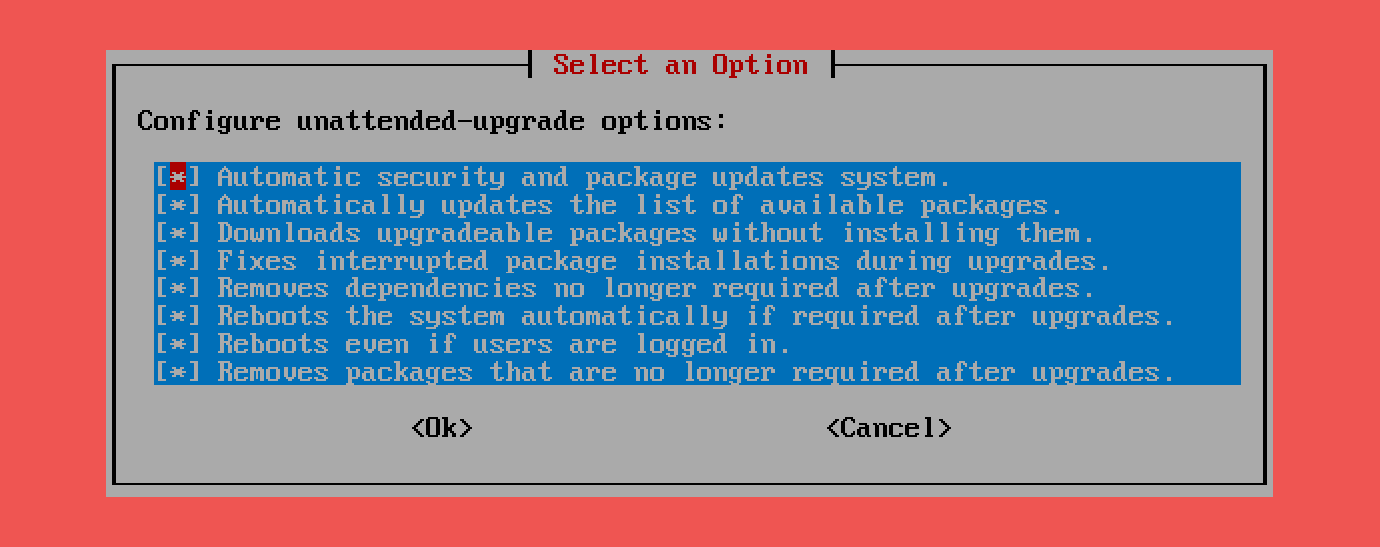 Select an Option
Configure unattended-upgrade options:
[*] Automatic security and package updates system.
[*] Automatically updates the list of available packages.
[*] Downloads upgradeable packages without installing them.
[*] Fixes interrupted package installations during upgrades.
[*] Removes dependencies no longer required after upgrades.
[*] Reboots the system automatically if required after upgrades.
[*] Reboots even if users are logged in.
[*] Removes packages that are no longer required after upgrades.
<Ok> <Cancel>